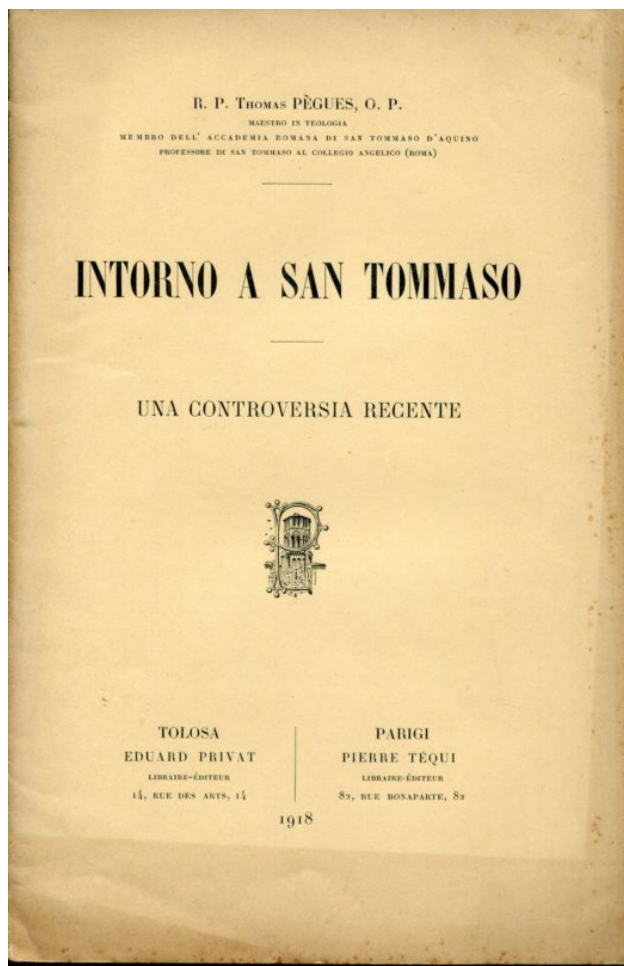 R. P. Thomas PÈGUES, O. P.
MAESTRO IN TEOLOGIA
MEMBRO DELL' ACCADEMIA ROMANA DI SAN TOMMASO D'AQUINO
PROFESSORE DI SAN TOMMASO AL COLLEGIO ANGELICO (ROMA)
INTORNO A SAN TOMMASO
UNA CONTROVERSIA RECENTE
TOLOSA
EDUARD PRIVAT
LIBRAIRE-ÉDITEUR
14, RUE DES ARTS, 14
PARIGI
PIERRE TÉQUI
LIBRAIRE-ÉDITEUR
82, RUE BONAPARTE, 82
1918